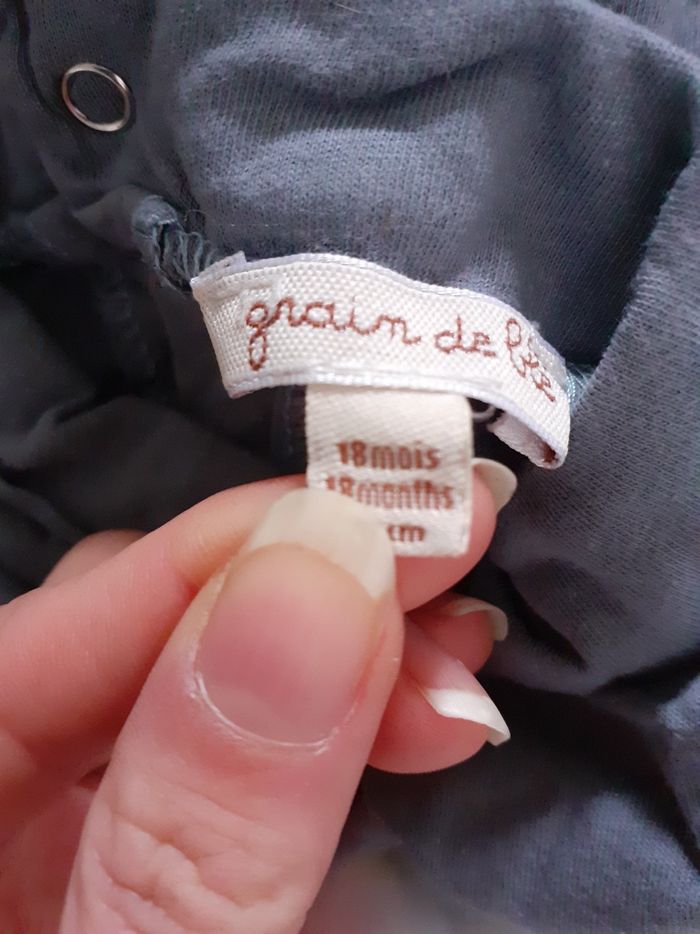 grain de blé
18mois
18months
cm